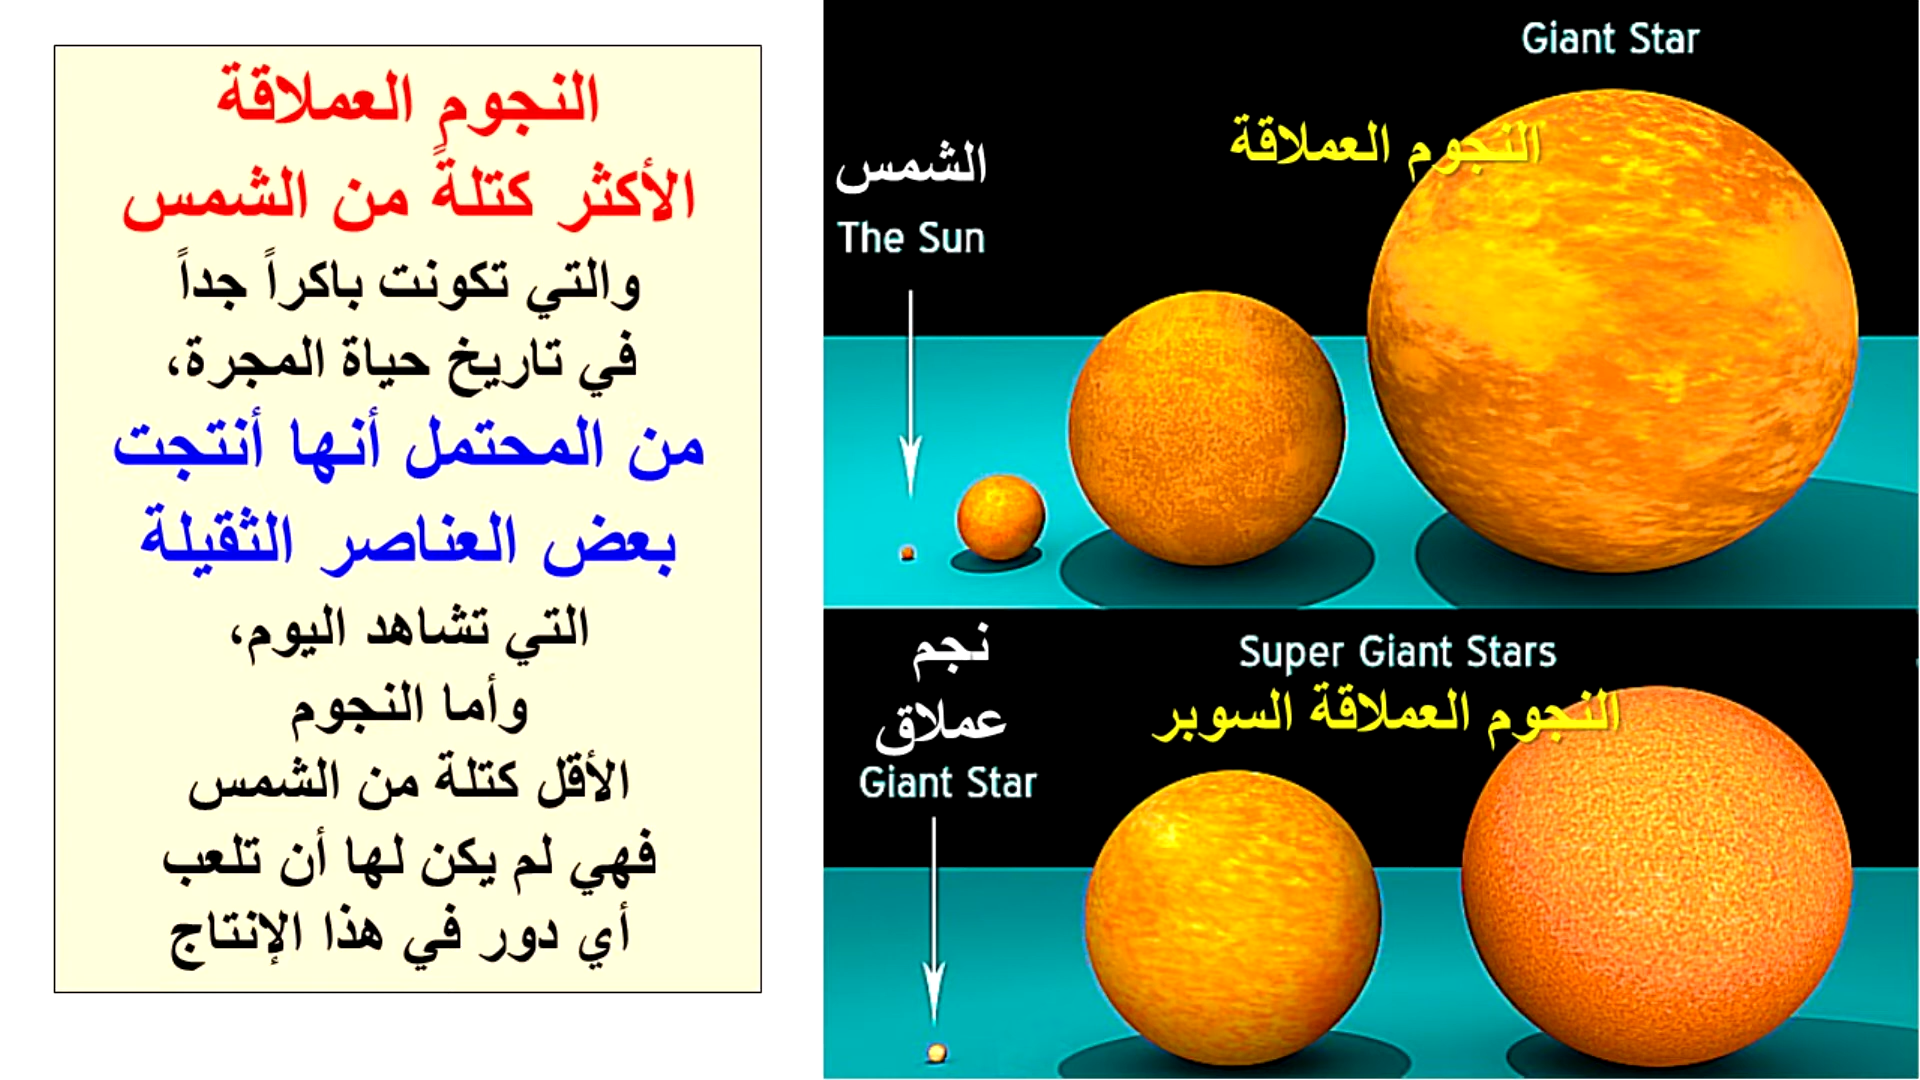 النجوم العملاقة
الأكثر كتلةً من الشمس
والتي تكونت باكراً جداً
في تاريخ حياة المجرة،
من المحتمل أنها أنتجت
بعض العناصر الثقيلة
التي تشاهد اليوم،
وأما النجوم
الأقل كتلة من الشمس
فهي لم يكن لها أن تلعب
أي دور في هذا الإنتاج
Giant Star
النجوم العملاقة
الشمس
The Sun
Super Giant Stars
النجوم العملاقة السوبر
نجم
عملاق
Giant Star